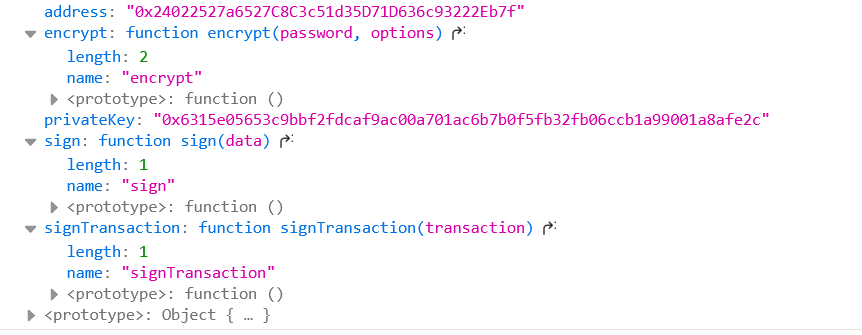 address: "0x24022527a6527C8C3c51d35D71D636c93222Eb7f"
encrypt: function encrypt(password, options)
length: 2
name: "encrypt"
<prototype>: function ()
privateKey: "0x6315e05653c9bbf2fdcaf9ac00a701ac6b7b0f5fb32fb06ccb1a99001a8afe2c"
sign: function sign(data)
length: 1
name: "sign"
<prototype>: function ()
signTransaction: function signTransaction(transaction)
length: 1
name: "signTransaction"
<prototype>: function ()
<prototype>: Object { … }